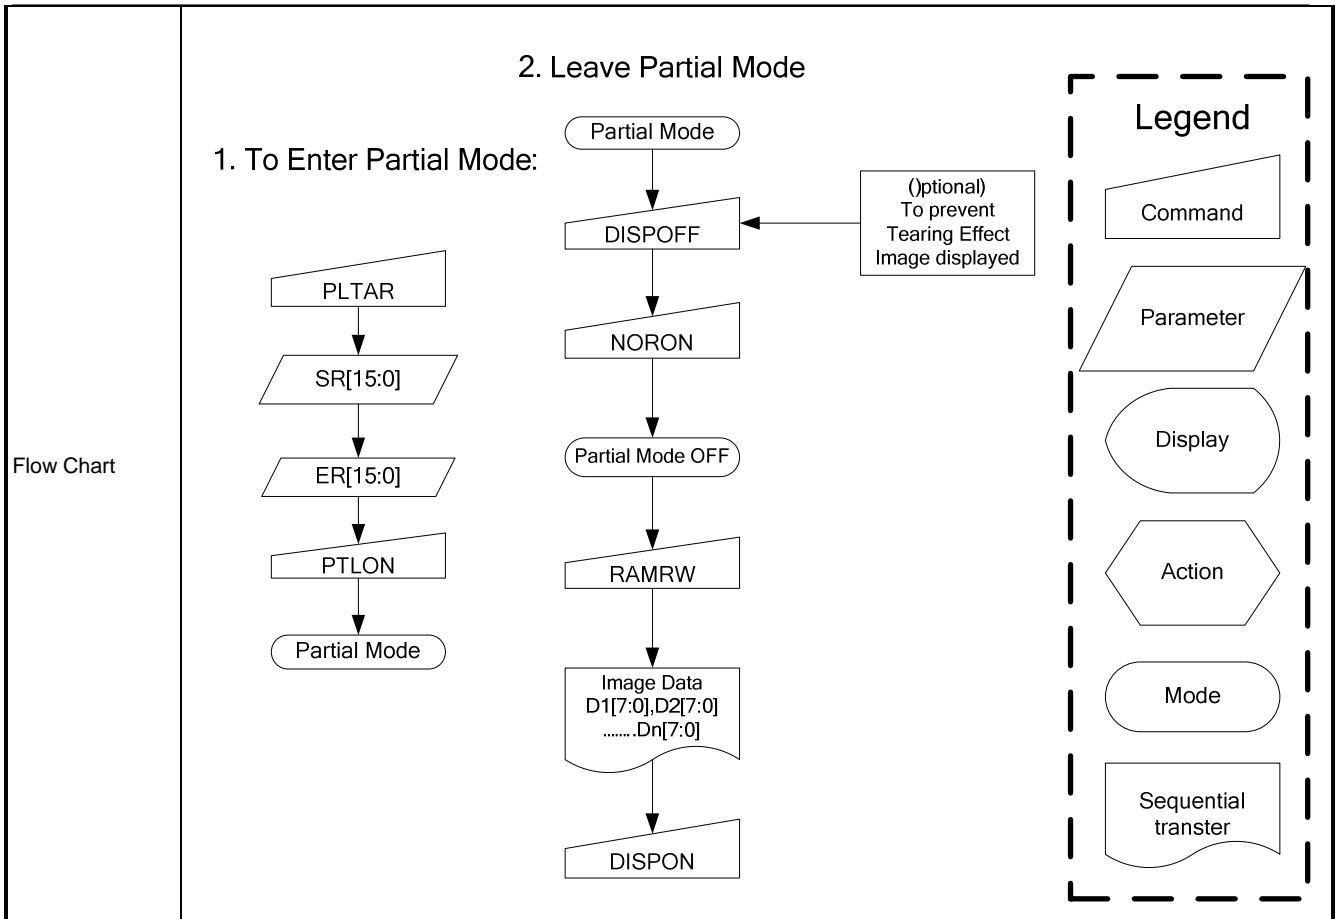 Flow Chart
1. To Enter Partial Mode:
PLTAR
SR[15:0]
ER[15:0]
PTLON
Partial Mode
2. Leave Partial Mode
Partial Mode
DISPOFF
()ptional)
To prevent
Tearing Effect
Image displayed
NORON
Partial Mode OFF
RAMRW
Image Data
D1[7:0],D2[7:0]
........Dn[7:0]
DISPON
Legend
Command
Parameter
Display
Action
Mode
Sequential
transter